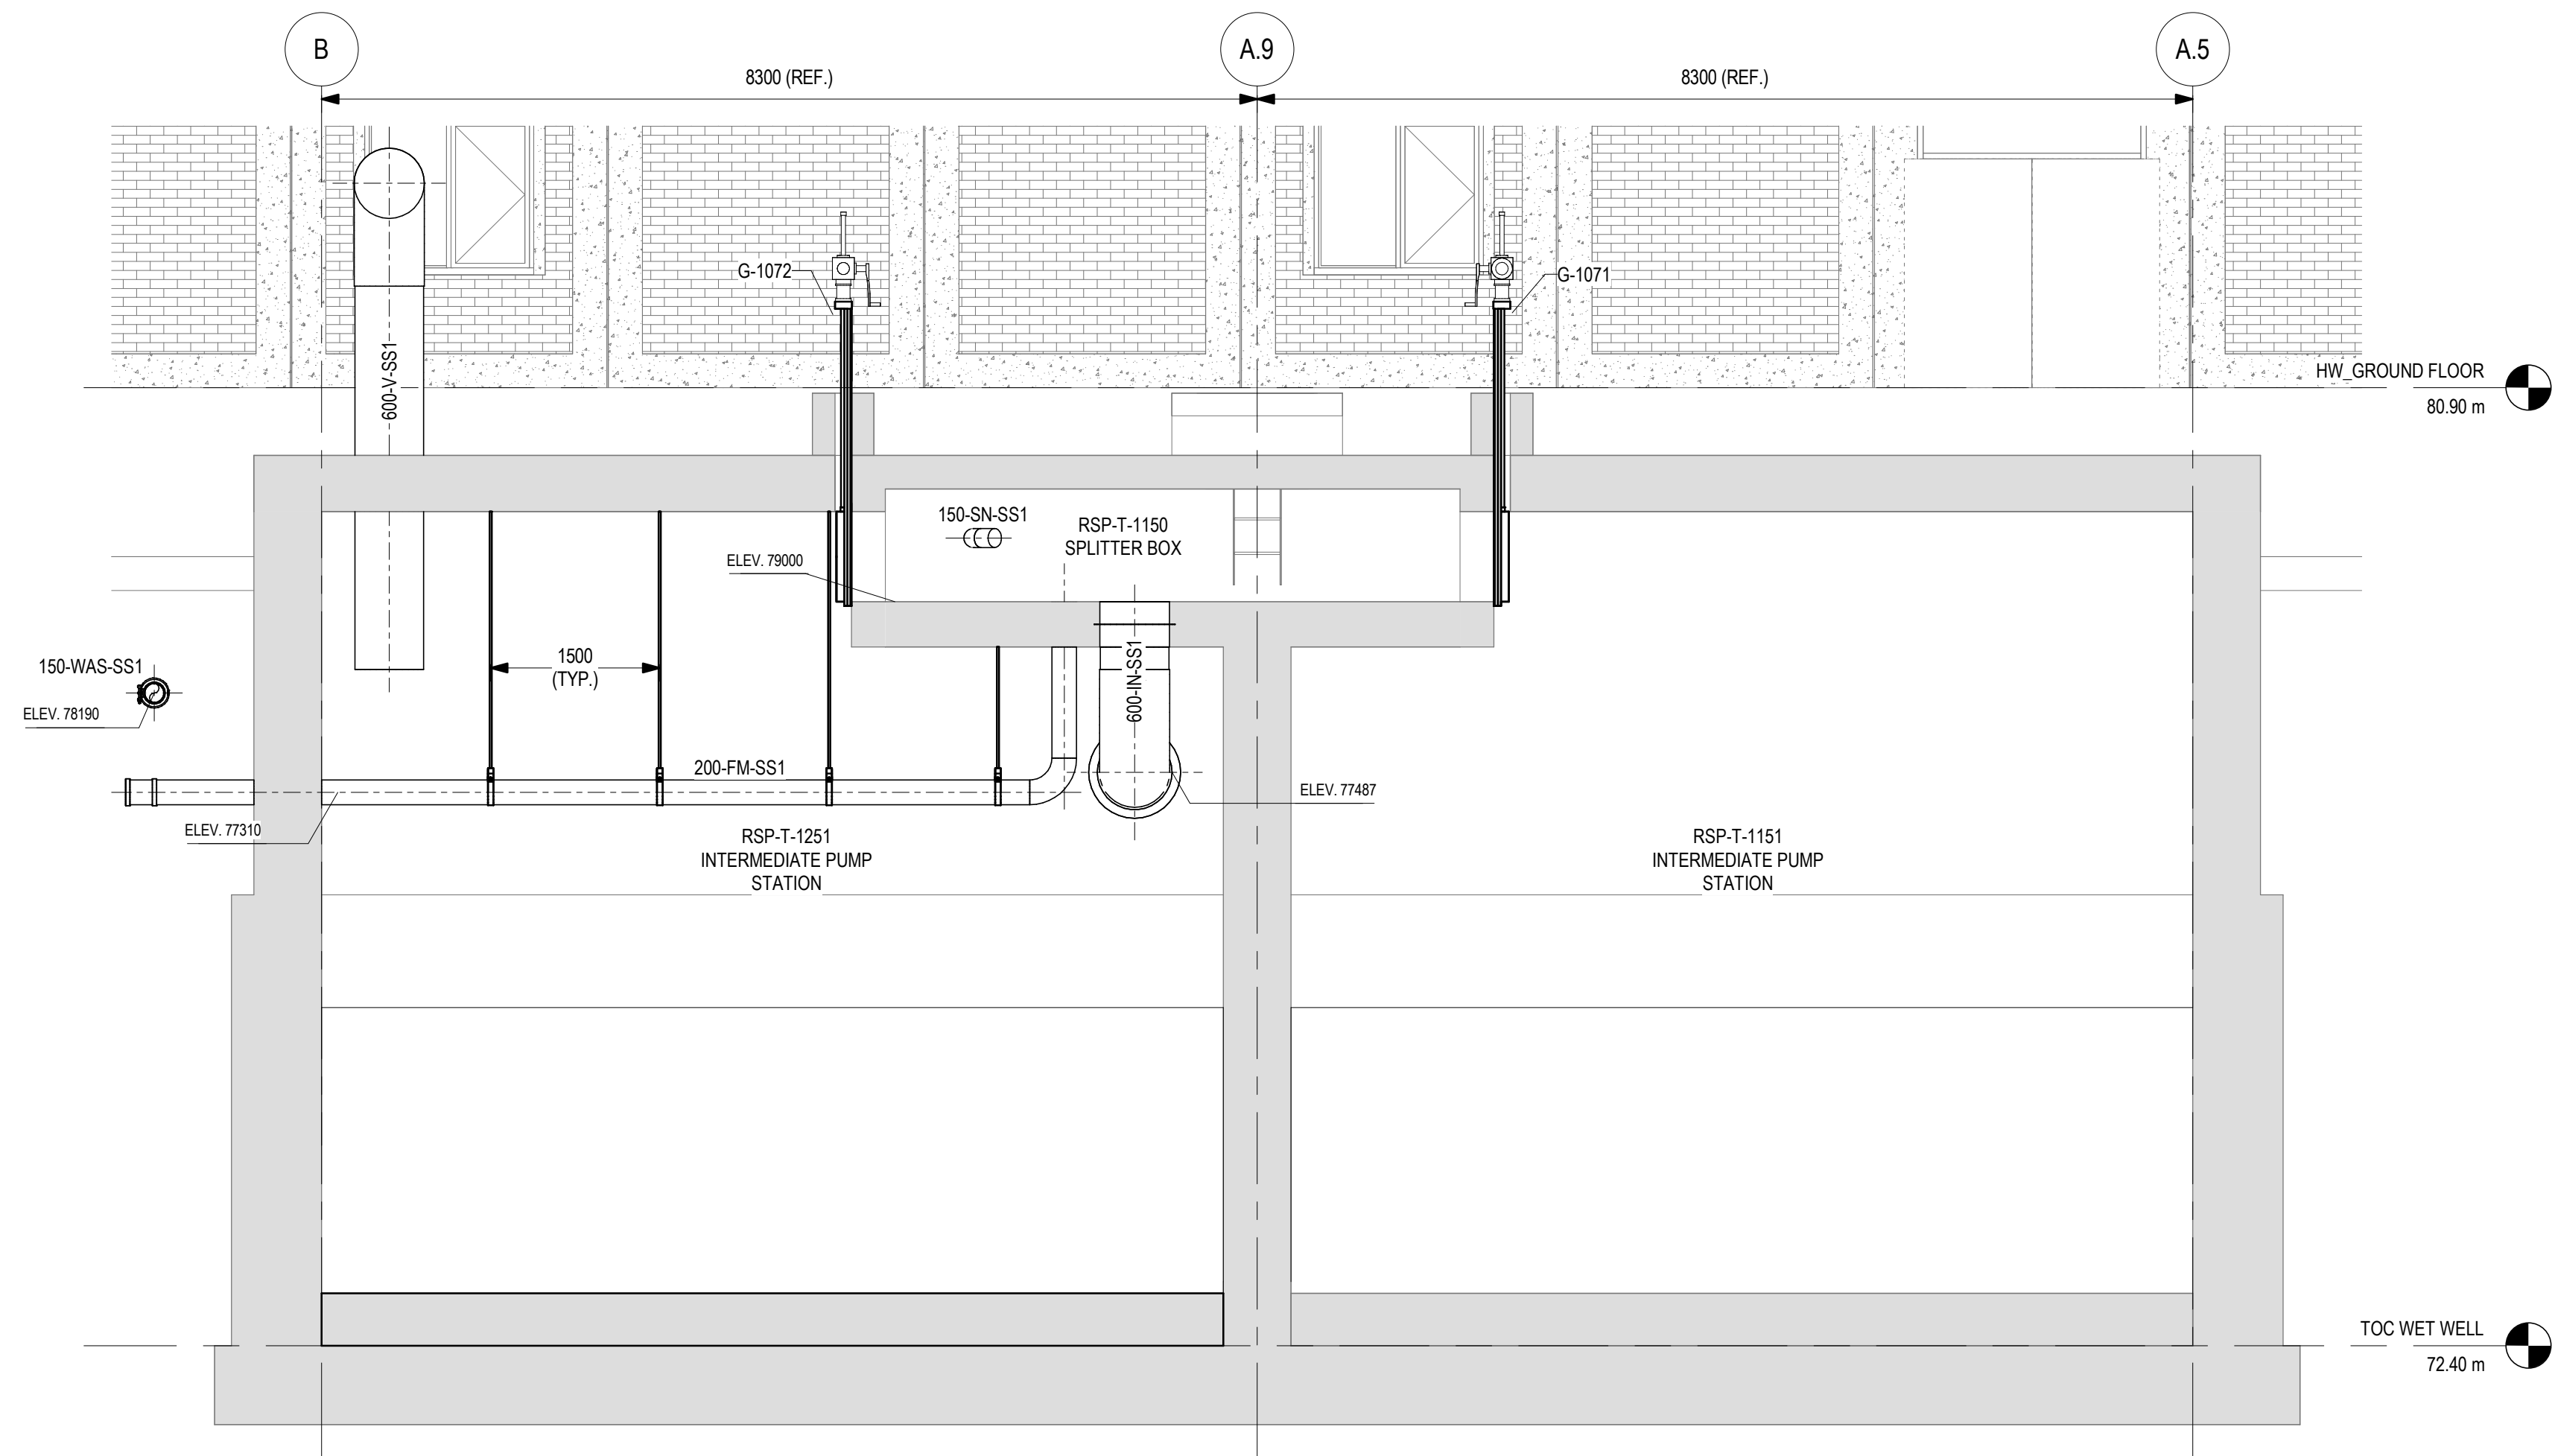 B
A.9
A.5
8300 (REF.)
8300 (REF.)
G-1072
G-1071
600-V-SS1
HW_GROUND FLOOR
80.90 m
150-SN-SS1
RSP-T-1150
SPLITTER BOX
ELEV. 79000
1500
(TYP.)
600-IN-SS1
150-WAS-SS1
ELEV. 78190
200-FM-SS1
ELEV. 77487
ELEV. 77310
RSP-T-1251
INTERMEDIATE PUMP
STATION
RSP-T-1151
INTERMEDIATE PUMP
STATION
TOC WET WELL
72.40 m